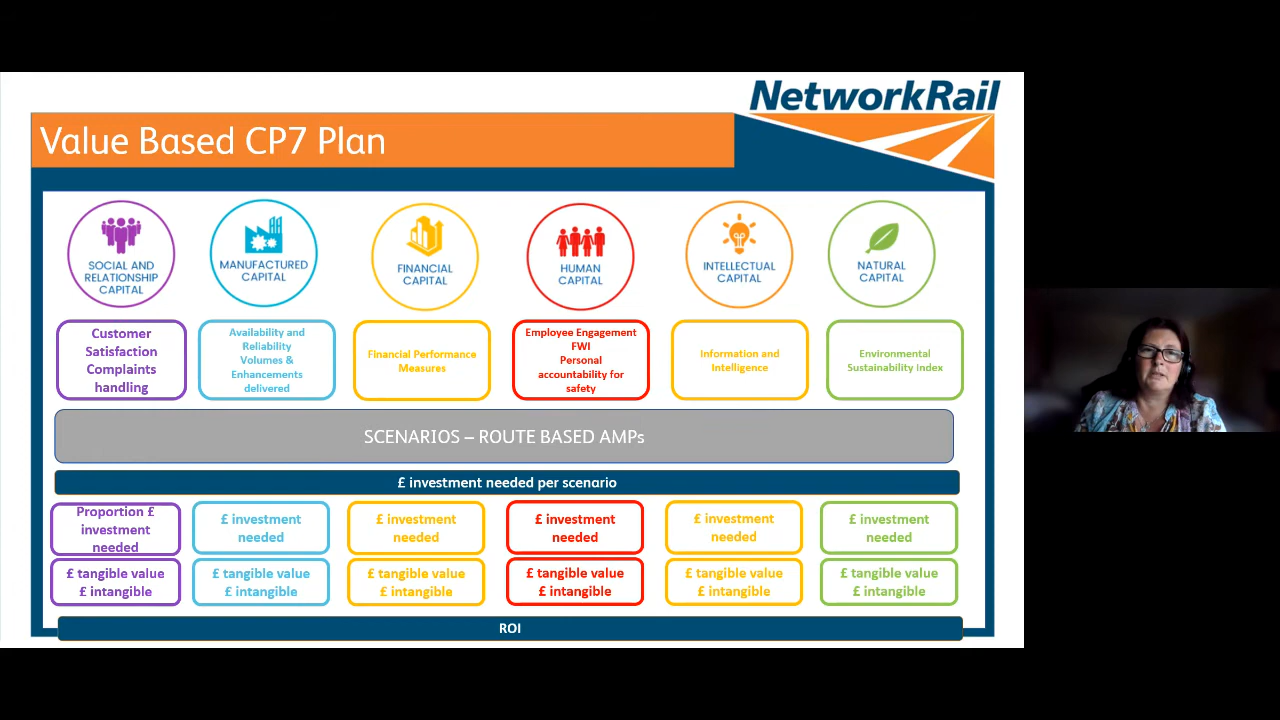 NetworkRail
Value Based CP7 Plan
SOCIAL AND
RELATIONSHIP
CAPITAL
MANUFACTURED
CAPITAL
FINANCIAL
CAPITAL
HUMAN
CAPITAL
INTELLECTUAL
CAPITAL
NATURAL
CAPITAL
Customer
Satisfaction
Complaints
handling
Availability and
Reliability
Volumes &
Enhancements
delivered
Financial Performance
Measures
Employee Engagement
FWI
Personal
accountability for
safety
Information and
Intelligence
Environmental
Sustainability Index
SCENARIOS – ROUTE BASED AMPs
£ investment needed per scenario
Proportion £
investment
needed
£ investment
needed
£ investment
needed
£ investment
needed
£ investment
needed
£ investment
needed
£ tangible value
£ intangible
£ tangible value
£ intangible
£ tangible value
£ intangible
£ tangible value
£ intangible
£ tangible value
£ intangible
£ tangible value
£ intangible
ROI